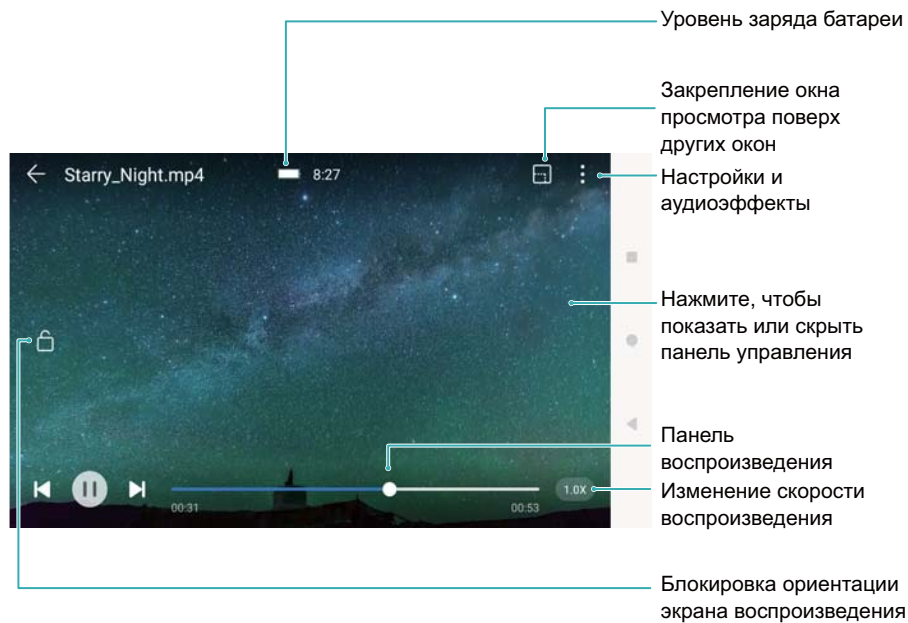 Уровень заряда батареи
Закрепление окна
просмотра поверх
других окон
Starry_Night.mp4
8:27
Настройки и
аудиоэффекты
Нажмите, чтобы
показать или скрыть
панель управления
Панель
воспроизведения
00:31
00:53
1.0X
Изменение скорости
воспроизведения
Блокировка ориентации
экрана воспроизведения